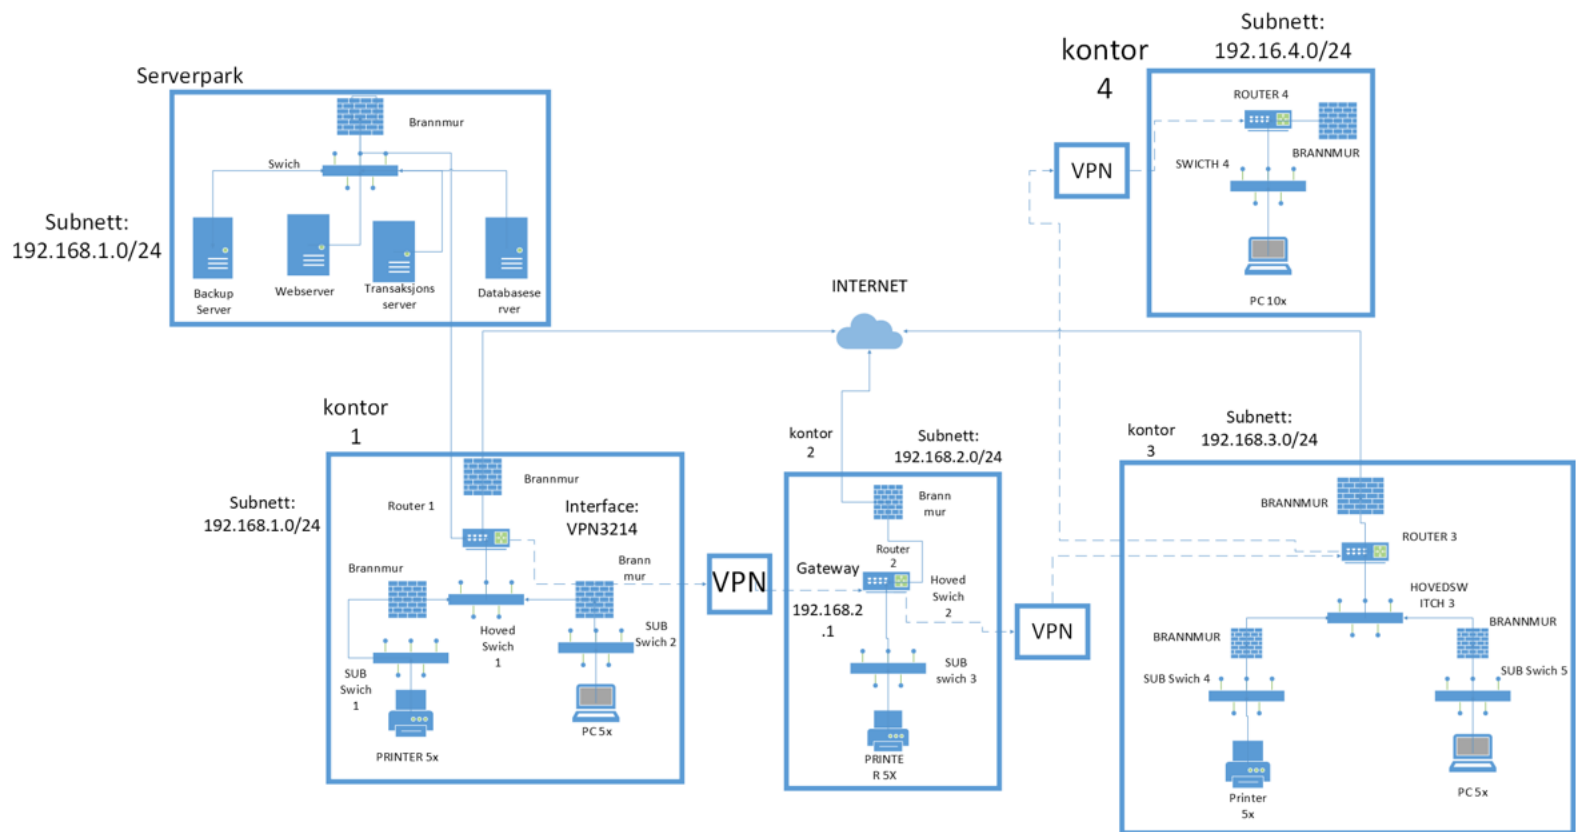 Serverpark
Brannmur
Swich
Subnett:
192.168.1.0/24
Backup
Server
Webserver
Transaksjons
server
Databasese
rver
kontor
4
Subnett:
192.16.4.0/24
ROUTER 4
BRANNMUR
SWICTH 4
VPN
PC 10x
INTERNET
kontor
1
Subnett:
192.168.1.0/24
Brannmur
Router 1
Interface:
VPN3214
Brannmur
Brann
mur
Hoved
Swich
1
SUB
Swich 2
SUB
Swich
1
PRINTER 5x
PC 5x
VPN
kontor
2
Subnett:
192.168.2.0/24
Brann
mur
Router
2
Gateway
192.168.2
.1
Hoved
Swich
2
SUB
swich 3
PRINTE
R 5X
VPN
kontor
3
Subnett:
192.168.3.0/24
BRANNMUR
ROUTER 3
HOVEDSW
ITCH 3
BRANNMUR
BRANNMUR
SUB Swich 4
SUB Swich 5
Printer
5x
PC 5x